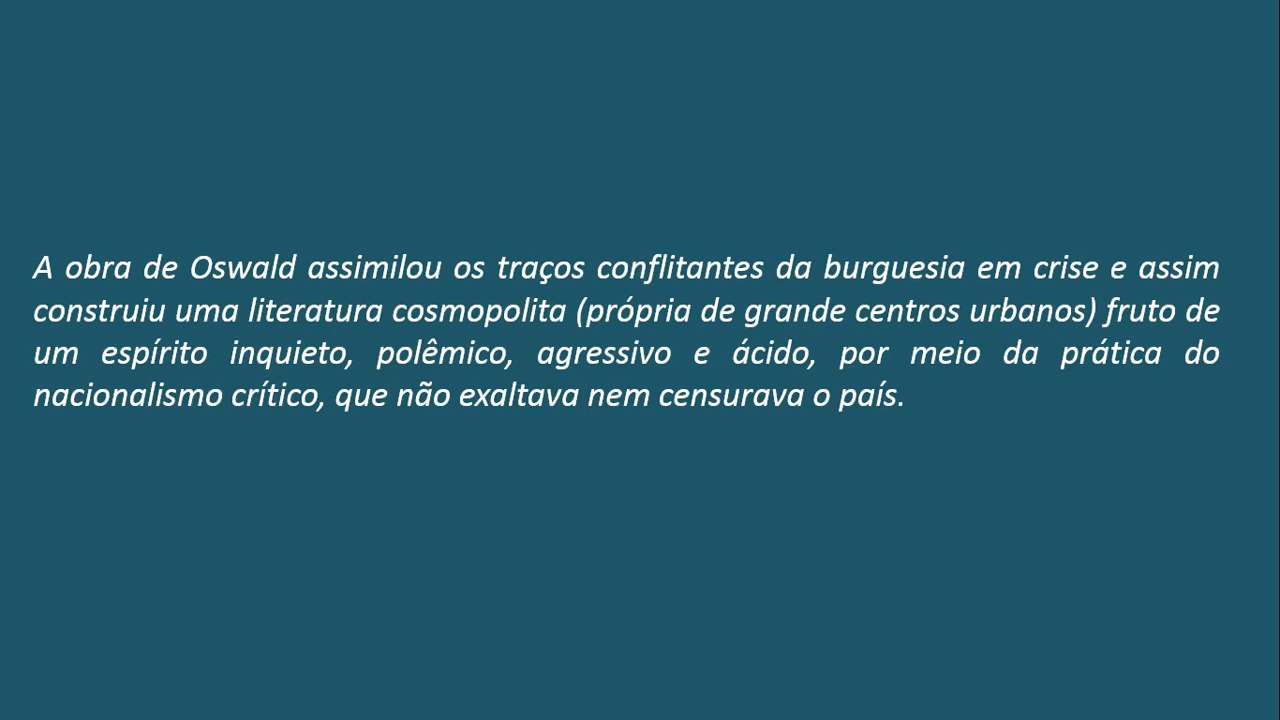 A obra de Oswald assimilou os traços conflitantes da burguesia em crise e assim
construiu uma literatura cosmopolita (própria de grande centros urbanos) fruto de
um espírito inquieto, polêmico, agressivo e ácido, por meio da prática do
nacionalismo crítico, que não exaltava nem censurava o país.